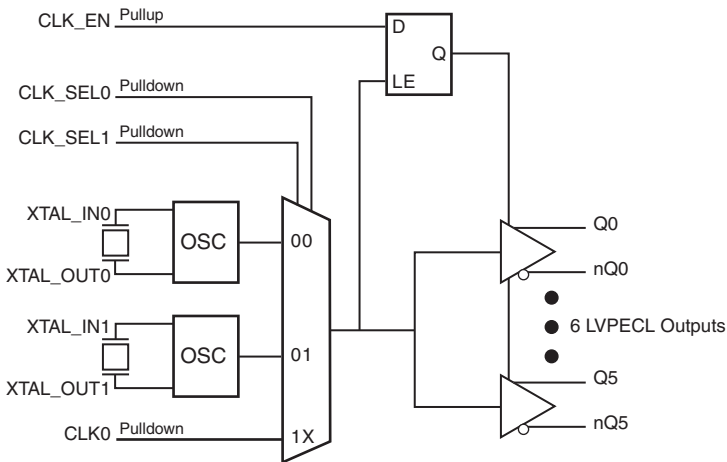 CLK_EN Pullup
D
Q
LE
CLK_SEL0 Pulldown
CLK_SEL1 Pulldown
XTAL_IN0
OSC
00
XTAL_OUT0
Q0
nQ0
6 LVPECL Outputs
XTAL_IN1
OSC
01
XTAL_OUT1
Q5
nQ5
CLK0 Pulldown
1X